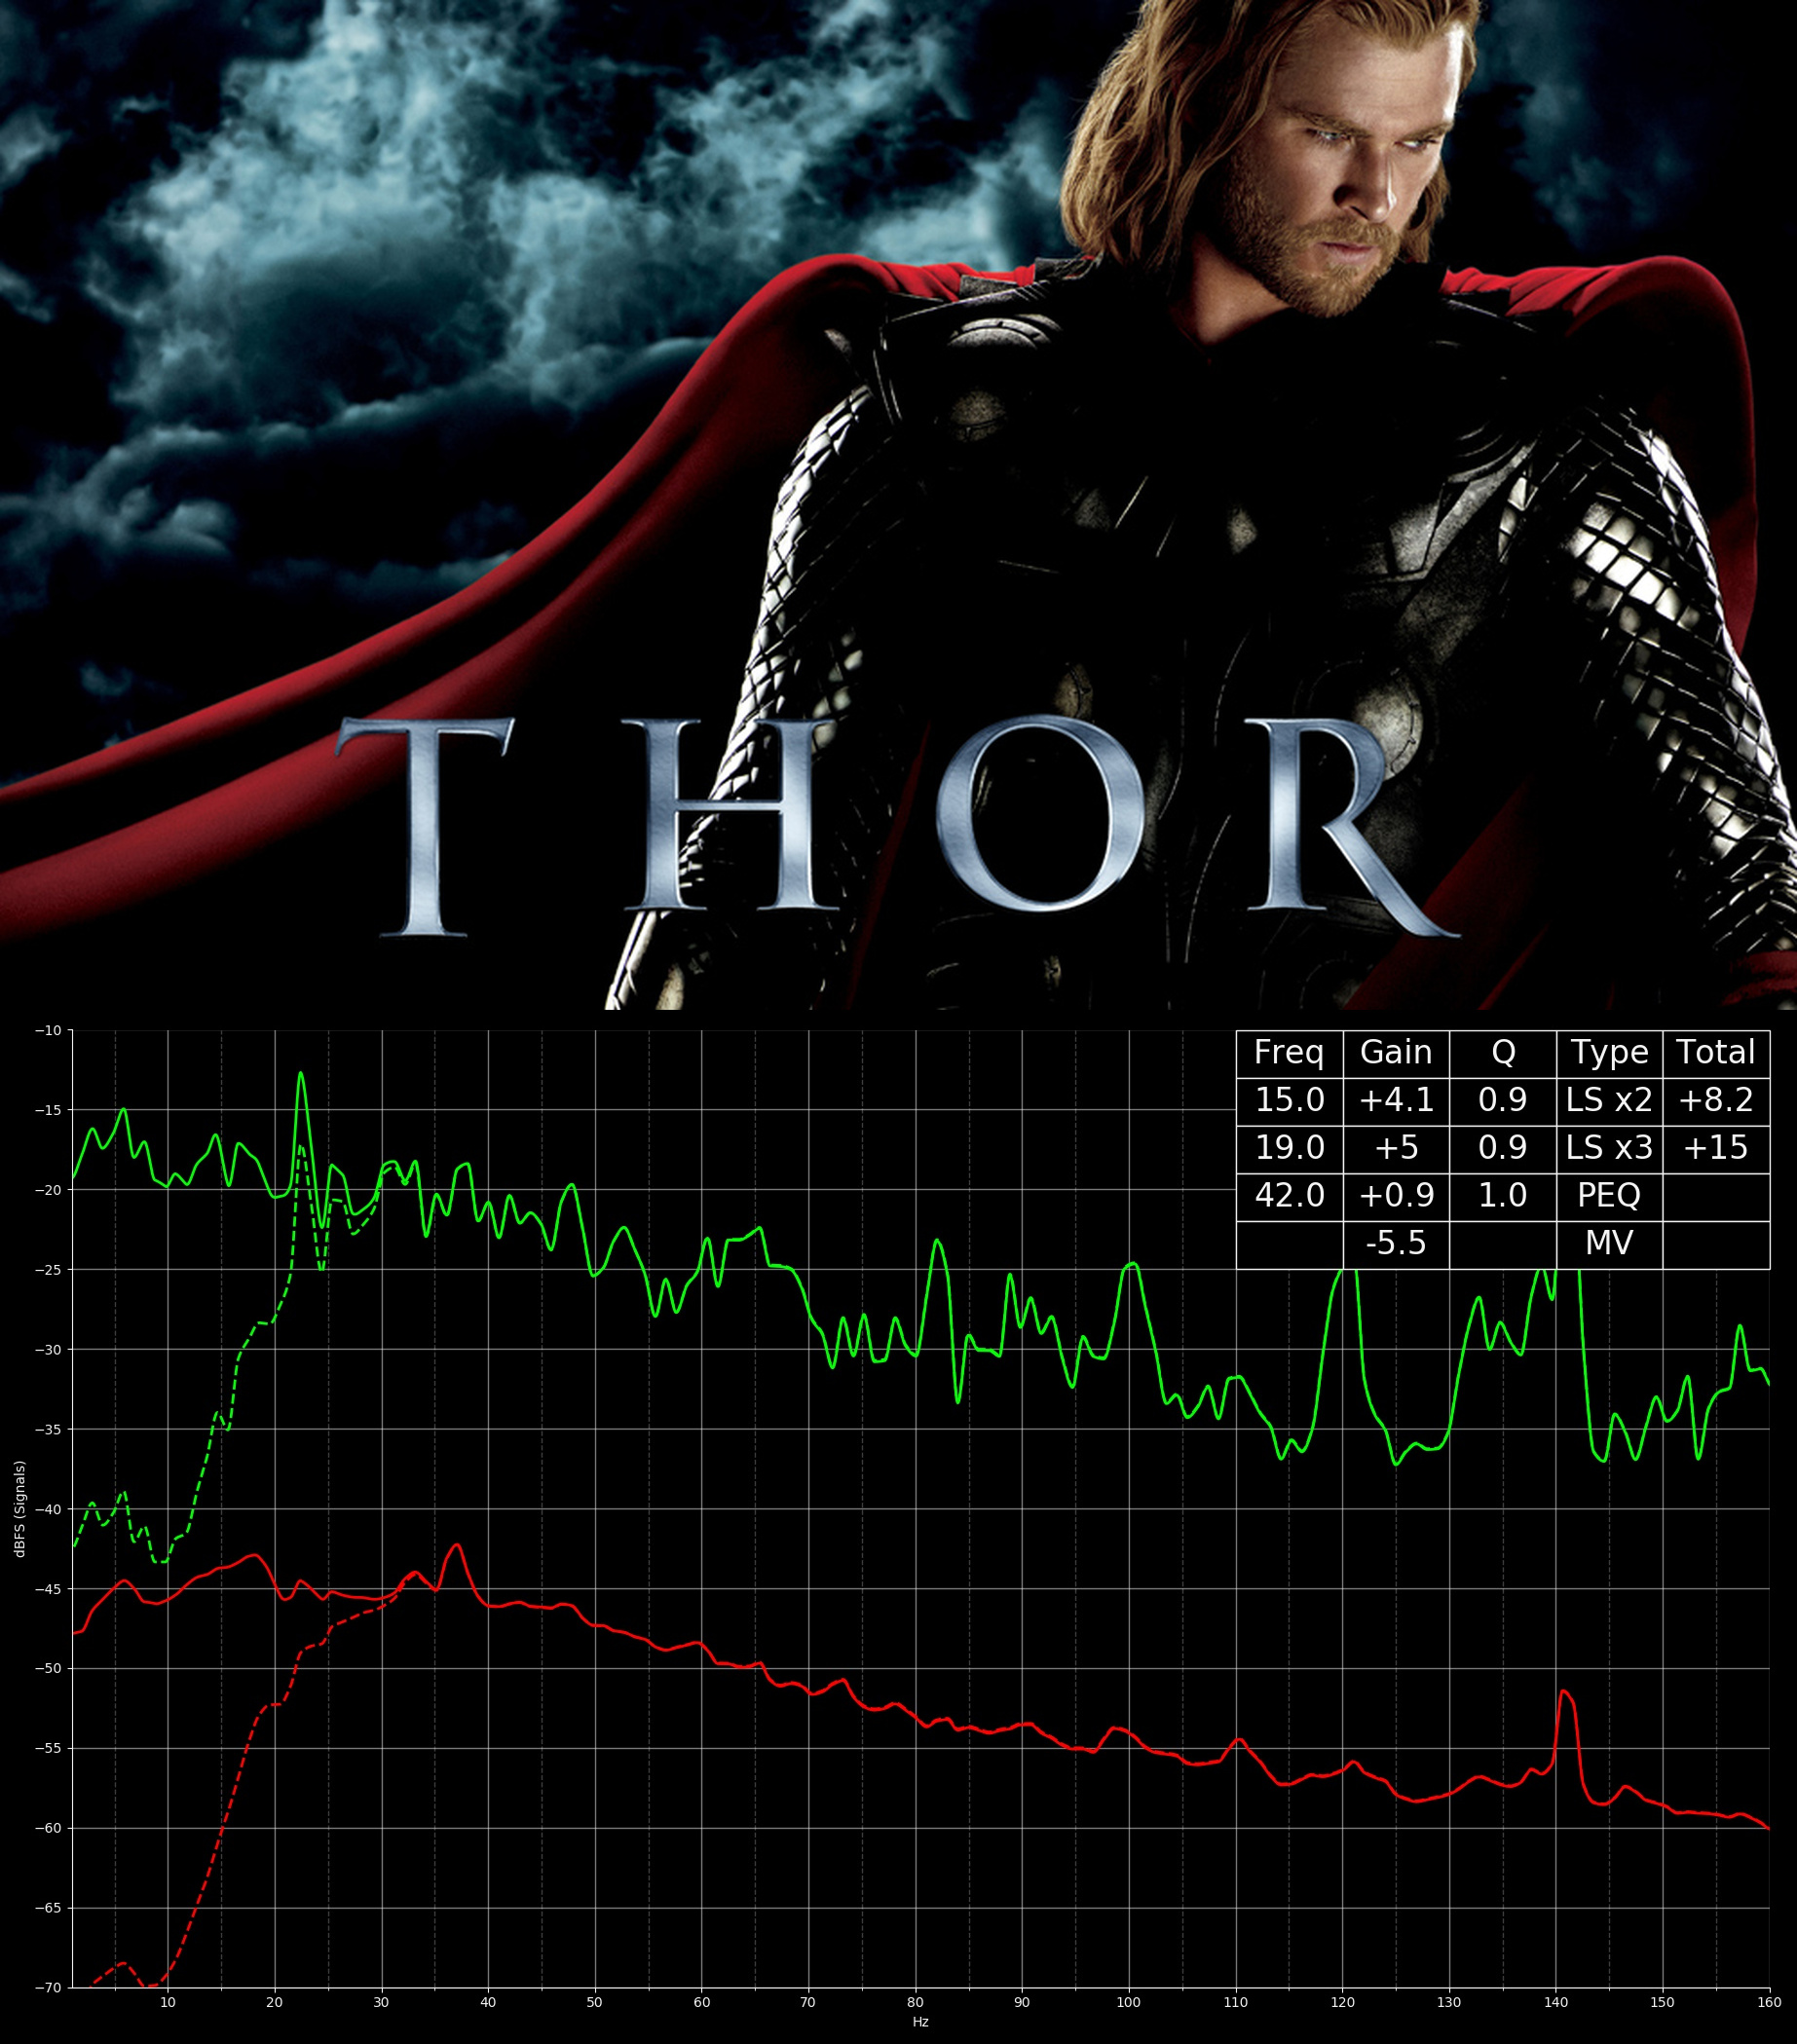 THOR
Freq Gain Q Type Total
15.0 +4.1 0.9 LS x2 +8.2
19.0 +5 0.9 LS x3 +15
42.0 +0.9 1.0 PEQ
-5.5 MV
−10
−15
−20
−25
−30
−35
−40
−45
−50
−55
−60
−65
−70
dBFS (Signals)
10 20 30 40 50 60 70 80 90 100 110 120 130 140 150 160
Hz